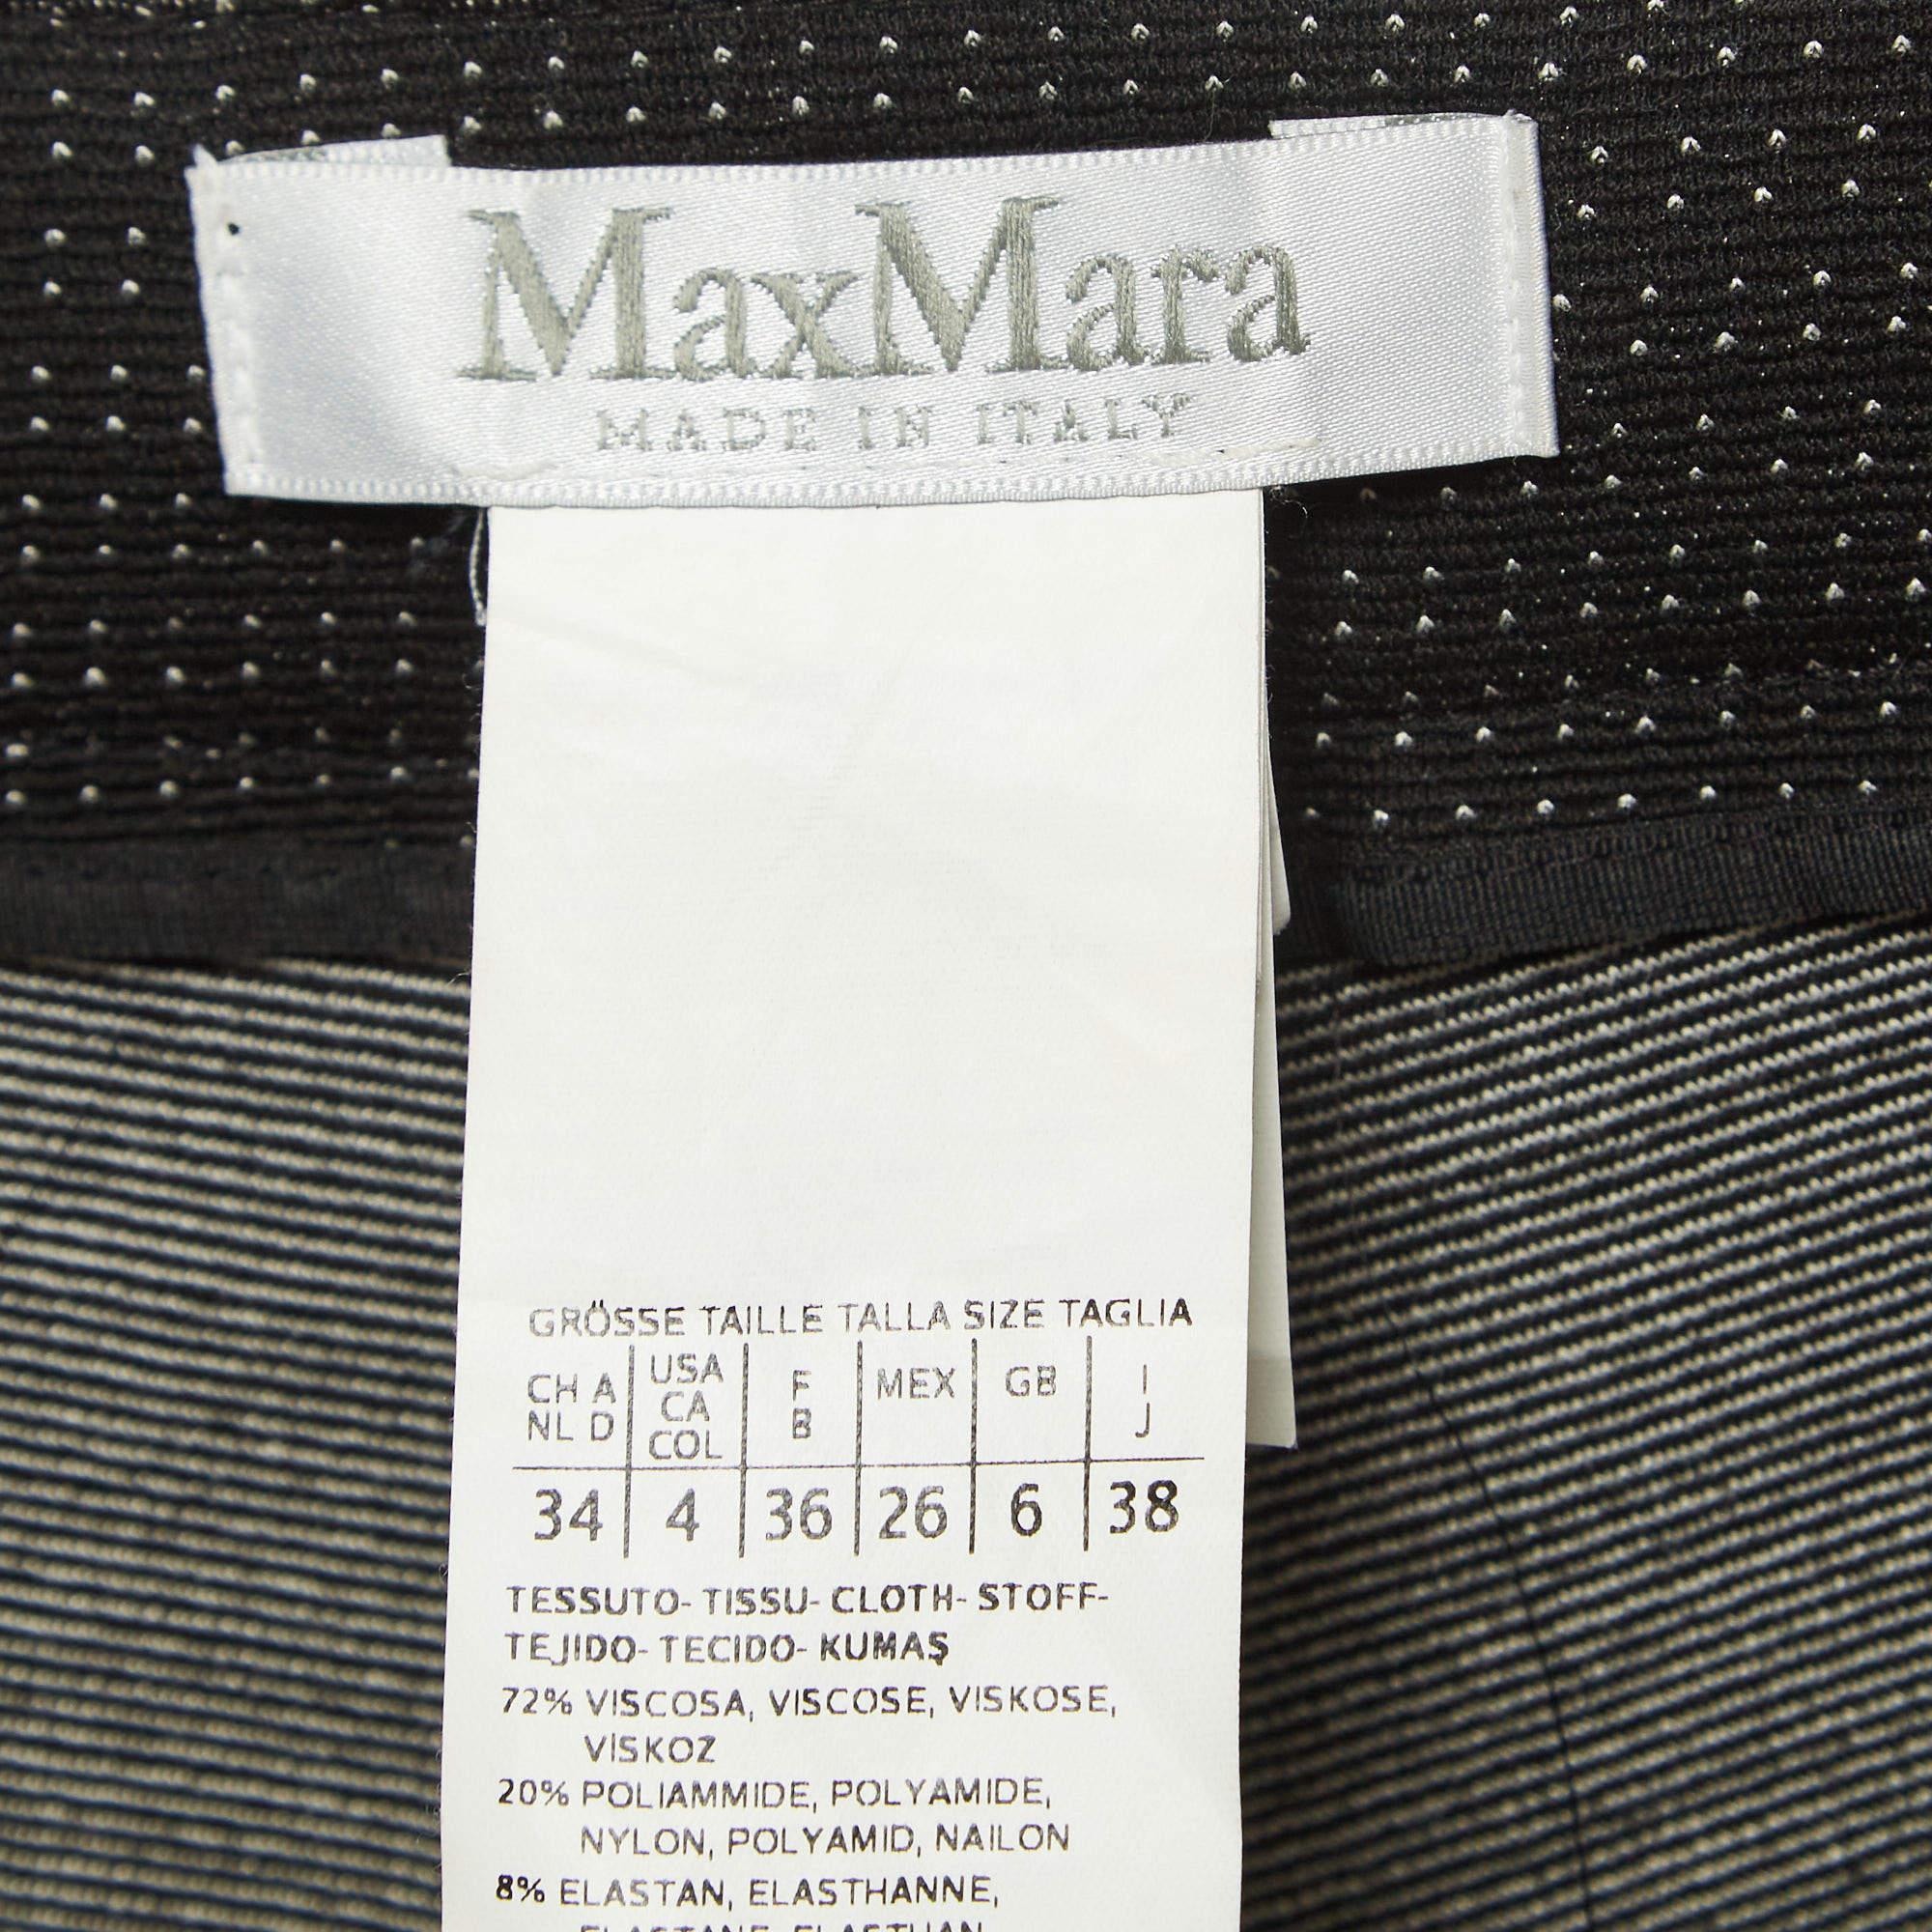 MaxMara
MADE IN ITALY
GRÖSSE TAILLE TALLA SIZE TAGLIA
CH A USA F MEX GB I
NL D CA B J
COL
34 4 36 26 6 38
TESSUTO- TISSU- CLOTH- STOFF-
TEJIDO- TECIDO- KUMAŞ
72% VISCOSA, VISCOSE, VISKOSE,
VİSKOZ
20% POLIAMMIDE, POLYAMIDE,
NYLON, POLYAMID, NAILON
8% ELASTAN, ELASTHANNE,
ELASTANE, ELASTHAN